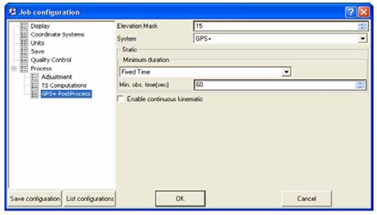 Job configuration
Display
Coordinate Systems
Units
Save
Quality Control
Process
Adjustment
TS Computations
GPS+ PostProcess
Elevation Mask 15
System GPS+
Static
Minimum duration
Fixed Time
Min. obs. time(sec) 60
Enable continuous kinematic
Save configuration List configurations OK Cancel